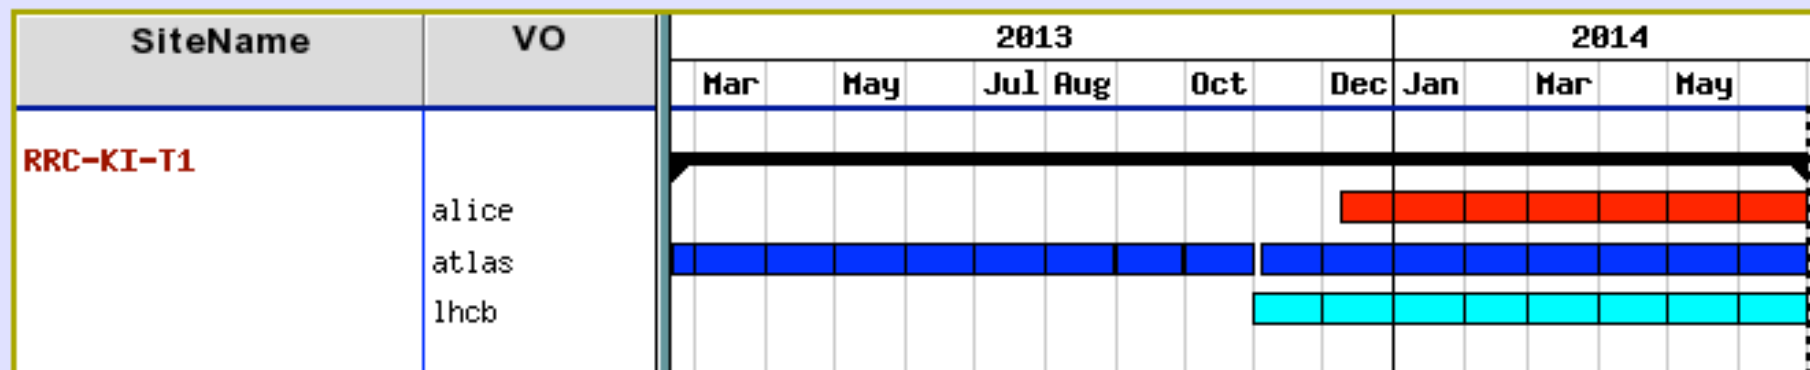 SiteName VO 2013 2014
Mar May Jul Aug Oct Dec Jan Mar May
RRC-KI-T1
alice
atlas
lhcb